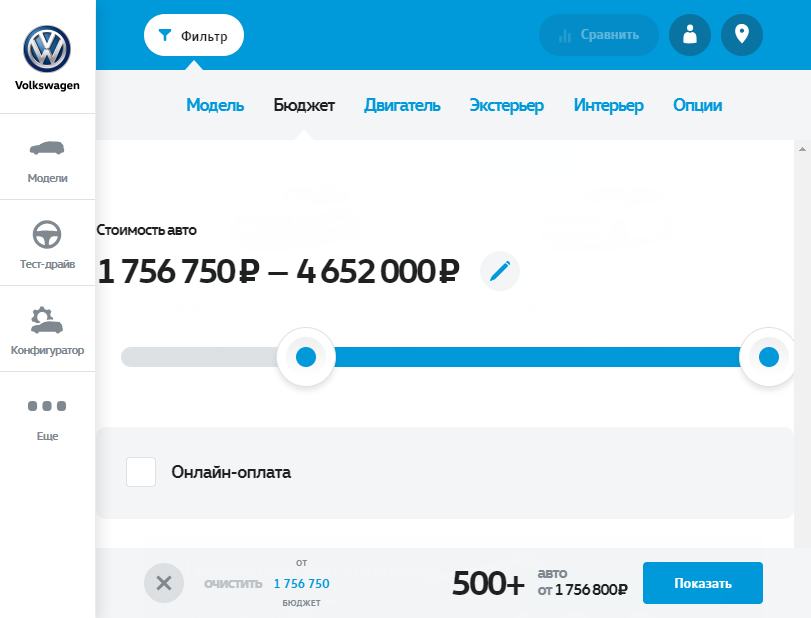 Volkswagen
Модели
Тест-драйв
Конфигуратор
Еще
Фильтр
Сравнить
Модель Бюджет Двигатель Экстерьер Интерьер Опции
Стоимость авто
1 756 750 ₽ – 4 652 000 ₽
Онлайн-оплата
очистить
от
1 756 750
бюджет
500+
авто
от 1 756 800₽
Показать